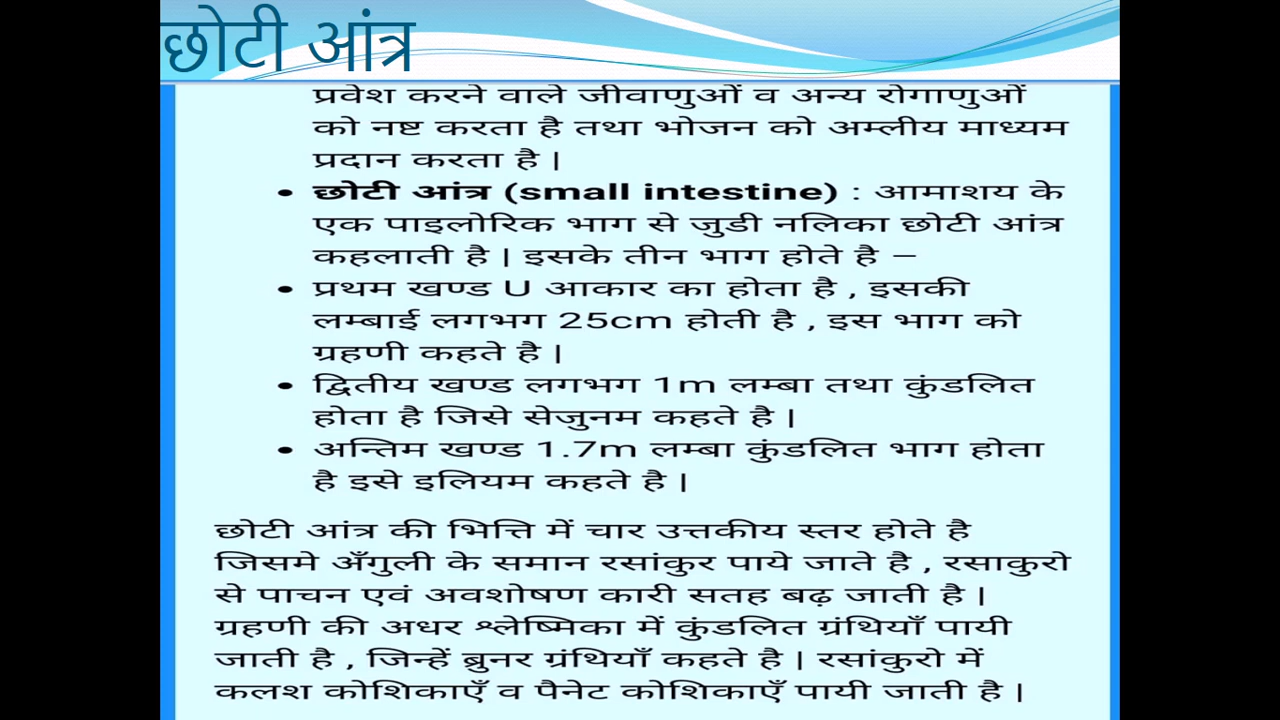 छोटी आंत्र
प्रवेश करने वाले जीवाणुओं व अन्य रोगाणुओं
को नष्ट करता है तथा भोजन को अम्लीय माध्यम
प्रदान करता है |
• छोटी आंत्र (small intestine) : आमाशय के
एक पाइलोरिक भाग से जुडी नलिका छोटी आंत्र
कहलाती है | इसके तीन भाग होते है –
• प्रथम खण्ड U आकार का होता है , इसकी
लम्बाई लगभग 25cm होती है , इस भाग को
ग्रहणी कहते है |
• द्वितीय खण्ड लगभग 1m लम्बा तथा कुंडलित
होता है जिसे सेजुनम कहते है |
• अन्तिम खण्ड 1.7m लम्बा कुंडलित भाग होता
है इसे इलियम कहते है |
छोटी आंत्र की भित्ति में चार उत्तकीय स्तर होते है
जिसमे अँगुली के समान रसांकुर पाये जाते है , रसाकुरो
से पाचन एवं अवशोषण कारी सतह बढ़ जाती है |
ग्रहणी की अधर श्लेष्मिका में कुंडलित ग्रंथियाँ पायी
जाती है , जिन्हें ब्रुनर ग्रंथियाँ कहते है | रसांकुरो में
कलश कोशिकाएँ व पैनेट कोशिकाएँ पायी जाती है |